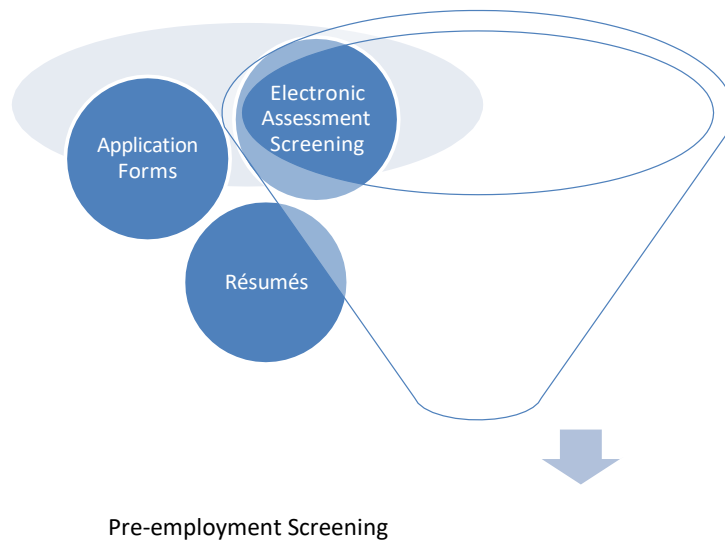 Electronic
Assessment
Screening
Application
Forms
Résumés
Pre-employment Screening